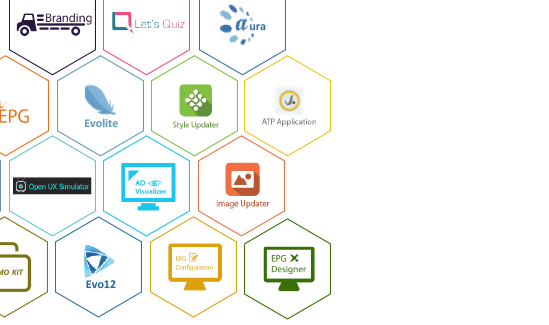 Branding
Let's Quiz
aura
EPG
Evolite
Style Updater
ATP Application
Open UX Simulator
AD
Visualizer
Image Updater
MO KIT
Evo12
EPG
Configuration
EPG
Designer